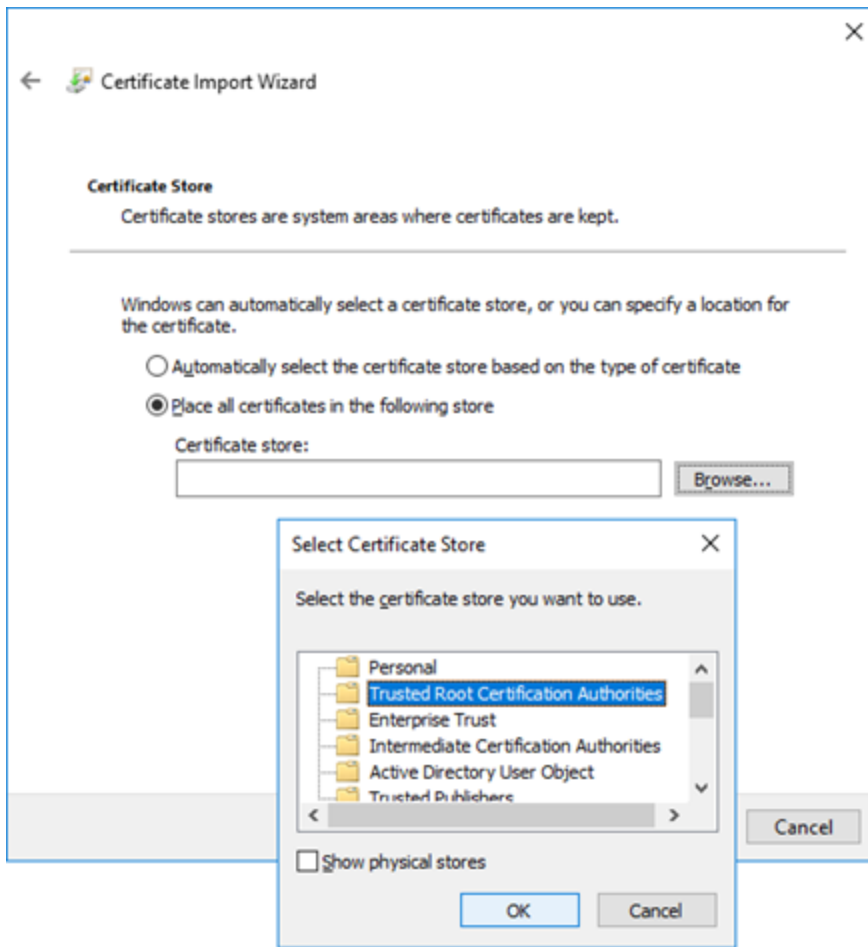 Certificate Import Wizard
Certificate Store
Certificate stores are system areas where certificates are kept.
Windows can automatically select a certificate store, or you can specify a location for
the certificate.
Automatically select the certificate store based on the type of certificate
Place all certificates in the following store
Certificate store:
Browse...
Select Certificate Store
Select the certificate store you want to use.
Personal
Trusted Root Certification Authorities
Enterprise Trust
Intermediate Certification Authorities
Active Directory User Object
Trusted Publishers
Cancel
Show physical stores
OK
Cancel